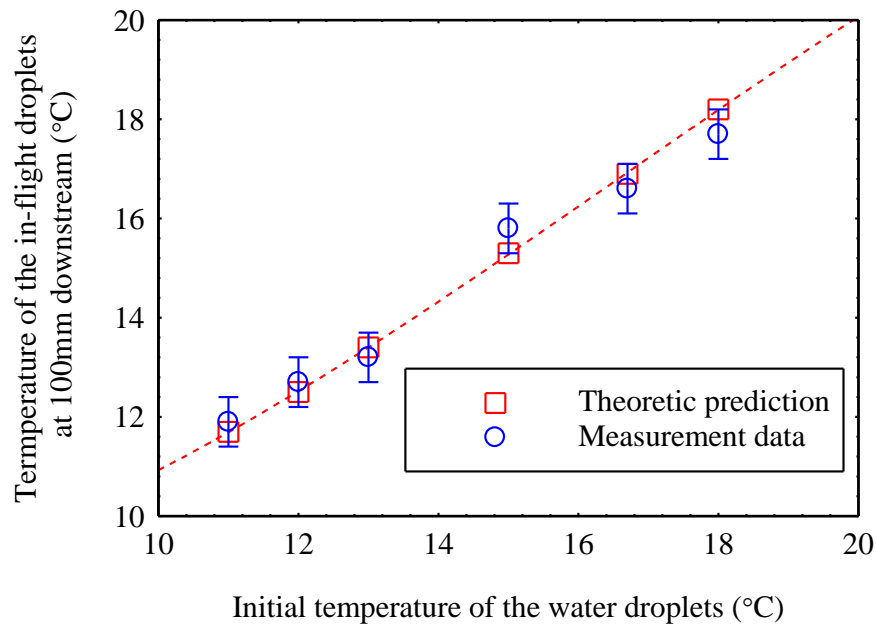 Termperature of the in-flight droplets
at 100mm downstream (°C)
20
18
16
14
12
10
10 12 14 16 18 20
Theoretic prediction
Measurement data
Initial temperature of the water droplets (°C)